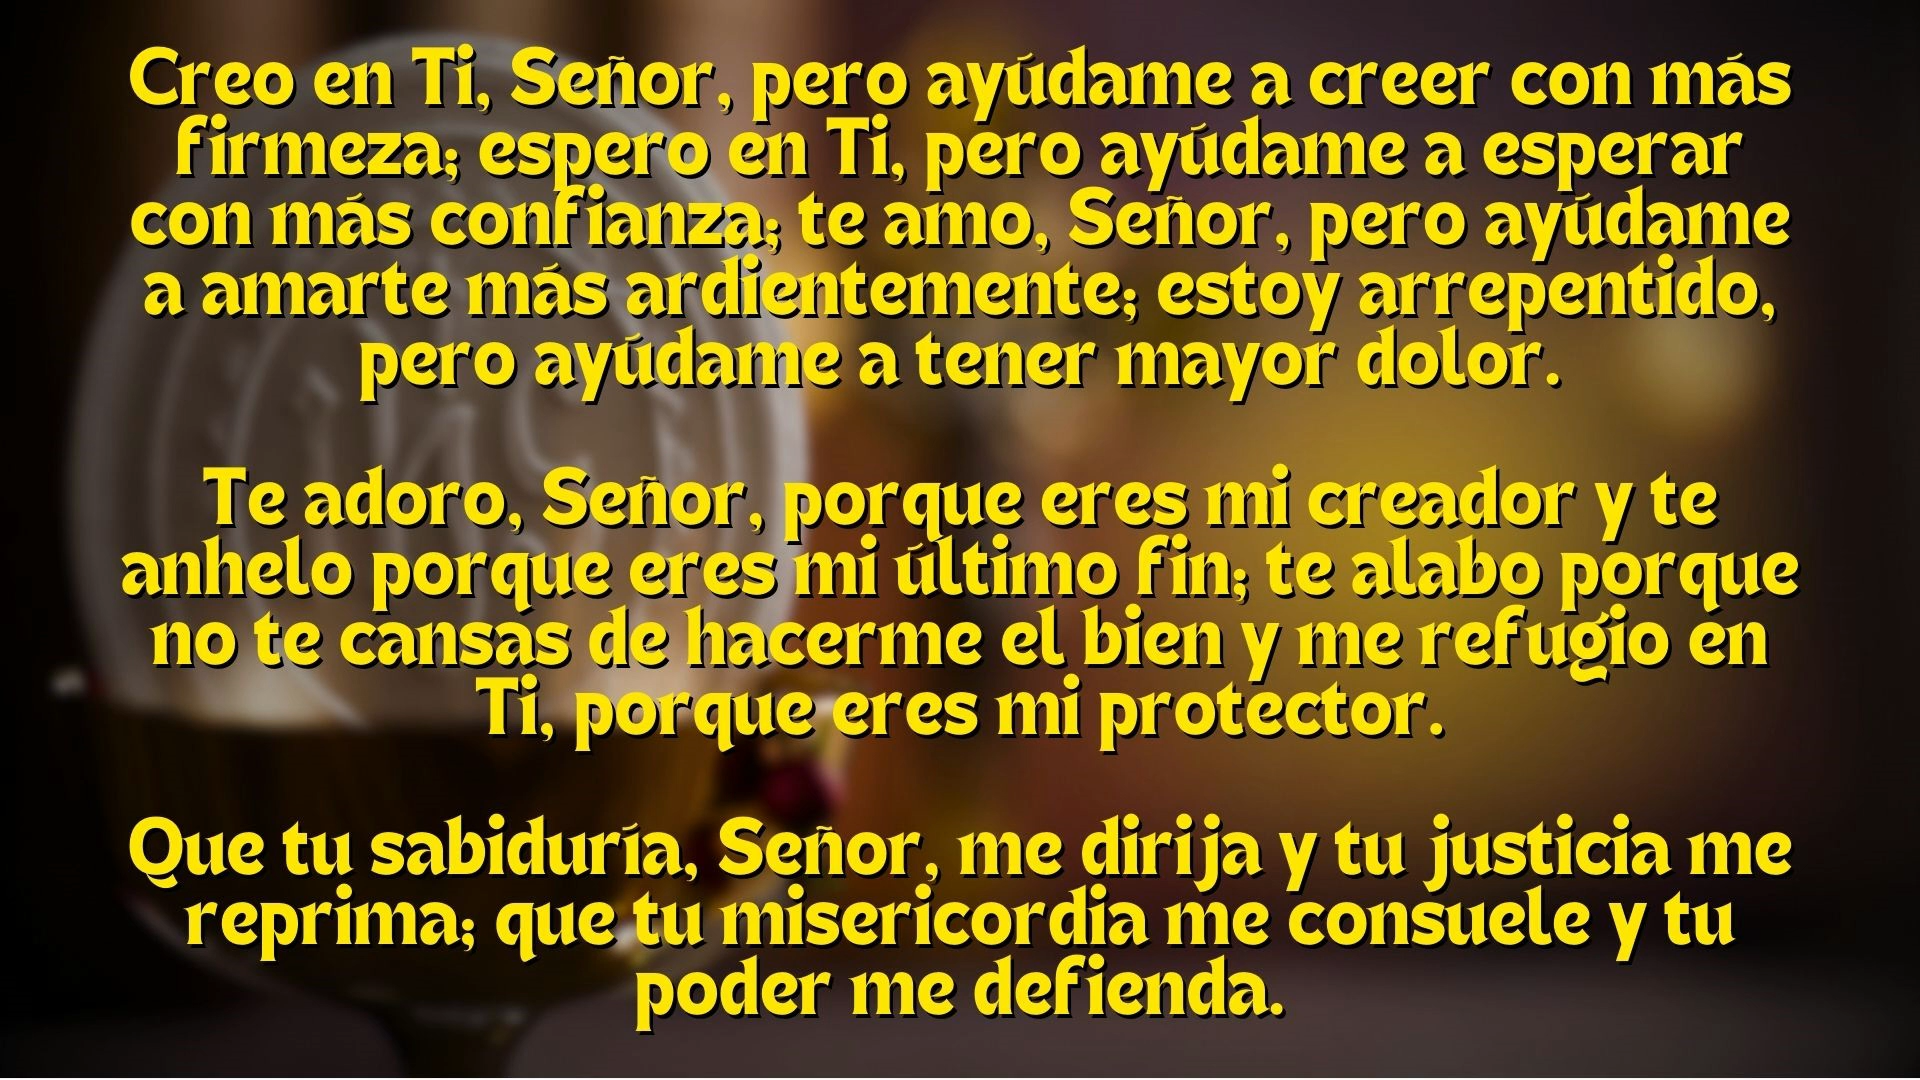 Creo en Ti, Señor, pero ayúdame a creer con más
firmeza; espero en Ti, pero ayúdame a esperar
con más confianza; te amo, Señor, pero ayúdame
a amarte más ardientemente; estoy arrepentido,
pero ayúdame a tener mayor dolor.
Te adoro, Señor, porque eres mi creador y te
anhelo porque eres mi último fin; te alabo porque
no te cansas de hacerme el bien y me refugio en
Ti, porque eres mi protector.
Que tu sabiduría, Señor, me dirija y tu justicia me
reprima; que tu misericordia me consuele y tu
poder me defienda.